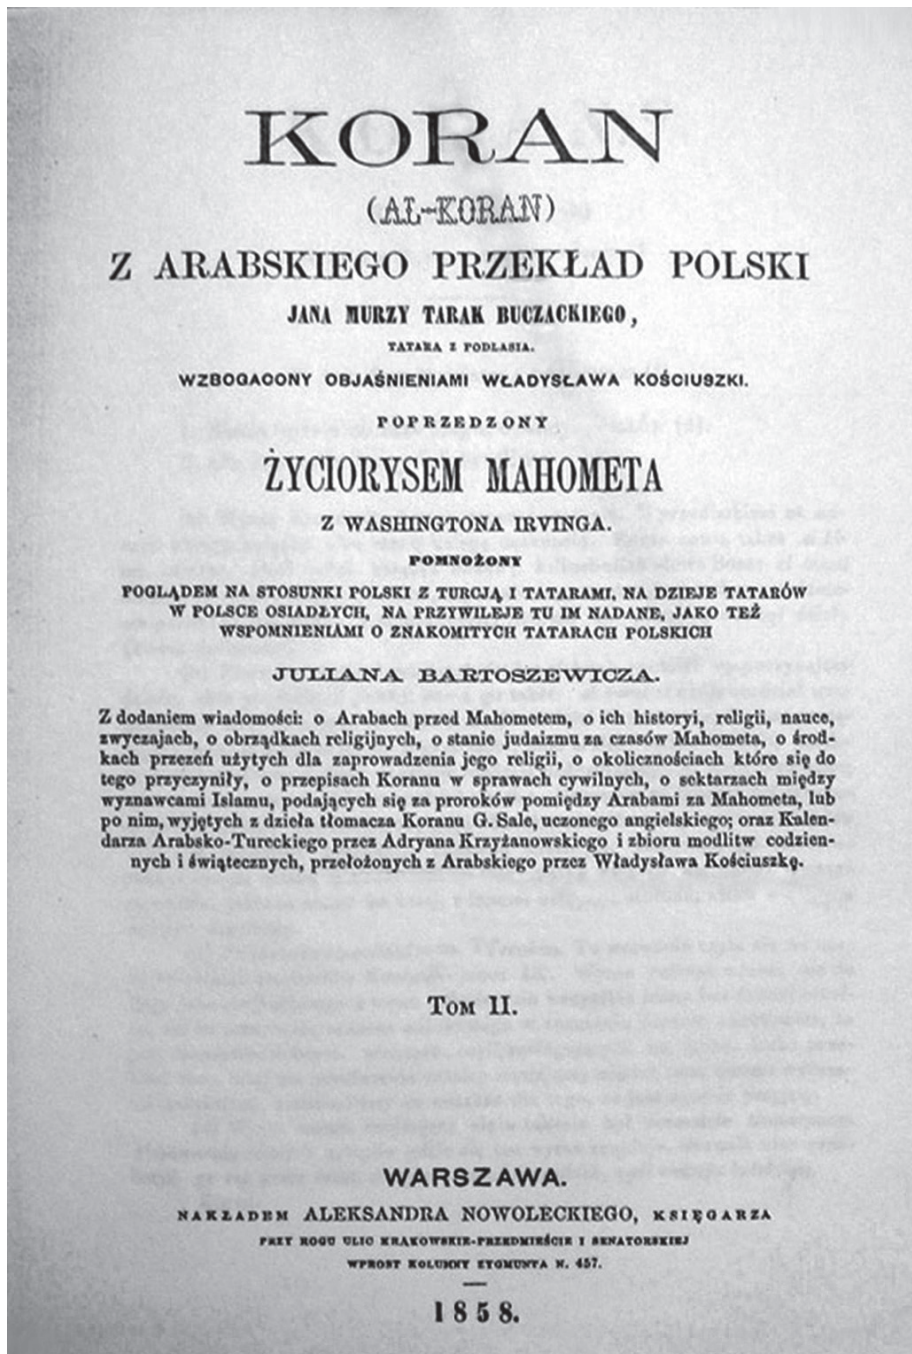 KORAN
(AL-KORAN)
Z ARABSKIEGO PRZEKŁAD POLSKI
JANA MURZY TARAK BUCZACKIEGO,
TATARA Z PODLASIA.
WZBOGACONY OBJAŚNIENIAMI WŁADYSŁAWA KOŚCIUSZKI.
POPRZEDZONY
ŻYCIORYSEM MAHOMETA
Z WASHINGTONA IRVINGA.
POMNOŻONY
POGLĄDEM NA STOSUNKI POLSKI Z TURCJĄ I TATARAMI, NA DZIEJE TATARÓW
W POLSCE OSIADŁYCH, NA PRZYWILEJE TU IM NADANE, JAKO TEŻ
WSPOMNIENIAMI O ZNAKOMITYCH TATARACH POLSKICH
JULIANA BARTOSZEWICZA.
Z dodaniem wiadomości: o Arabach przed Mahometem, o ich historyi, religii, nauce,
zwyczajach, o obrządkach religijnych, o stanie judaizmu za czasów Mahometa, o środ-
kach przezeń użytych dla zaprowadzenia jego religii, o okolicznościach które się do
tego przyczyniły, o przepisach Koranu w sprawach cywilnych, o sektarzach między
wyznawcami Islamu, podających się za proroków pomiędzy Arabami za Mahometa, lub
po nim, wyjętych z dzieła tłomacza Koranu G. Sale, uczonego angielskiego; oraz Kalen-
darza Arabsko-Tureckiego przez Adryana Krzyżanowskiego i zbioru modlitw codzien-
nych i świątecznych, przełożonych z Arabskiego przez Władysława Kościuszkę.
TOM II.
WARSZAWA.
NAKŁADEM ALEKSANDRA NOWOLECKIEGO, KSIĘGARZA
PRZY ROGU ULIC KRAKOWSKIE-PRZEDMIEŚCIE I SENATORSKIEJ
WPROST KOLUMNY ZYGMUNTA N. 457.
1858.